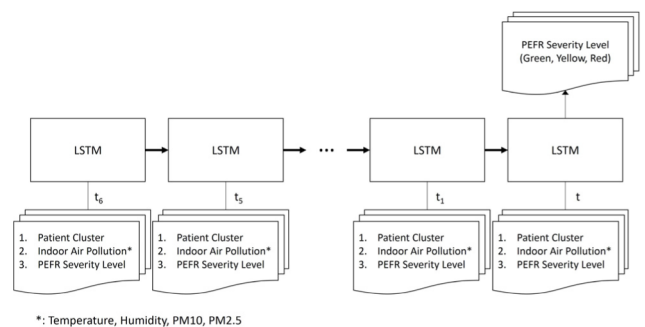 PEFR Severity Level
(Green, Yellow, Red)
LSTM
LSTM
...
LSTM
LSTM
t6
t5
t1
t
1. Patient Cluster
2. Indoor Air Pollution*
3. PEFR Severity Level
1. Patient Cluster
2. Indoor Air Pollution*
3. PEFR Severity Level
1. Patient Cluster
2. Indoor Air Pollution*
3. PEFR Severity Level
1. Patient Cluster
2. Indoor Air Pollution*
3. PEFR Severity Level
*: Temperature, Humidity, PM10, PM2.5